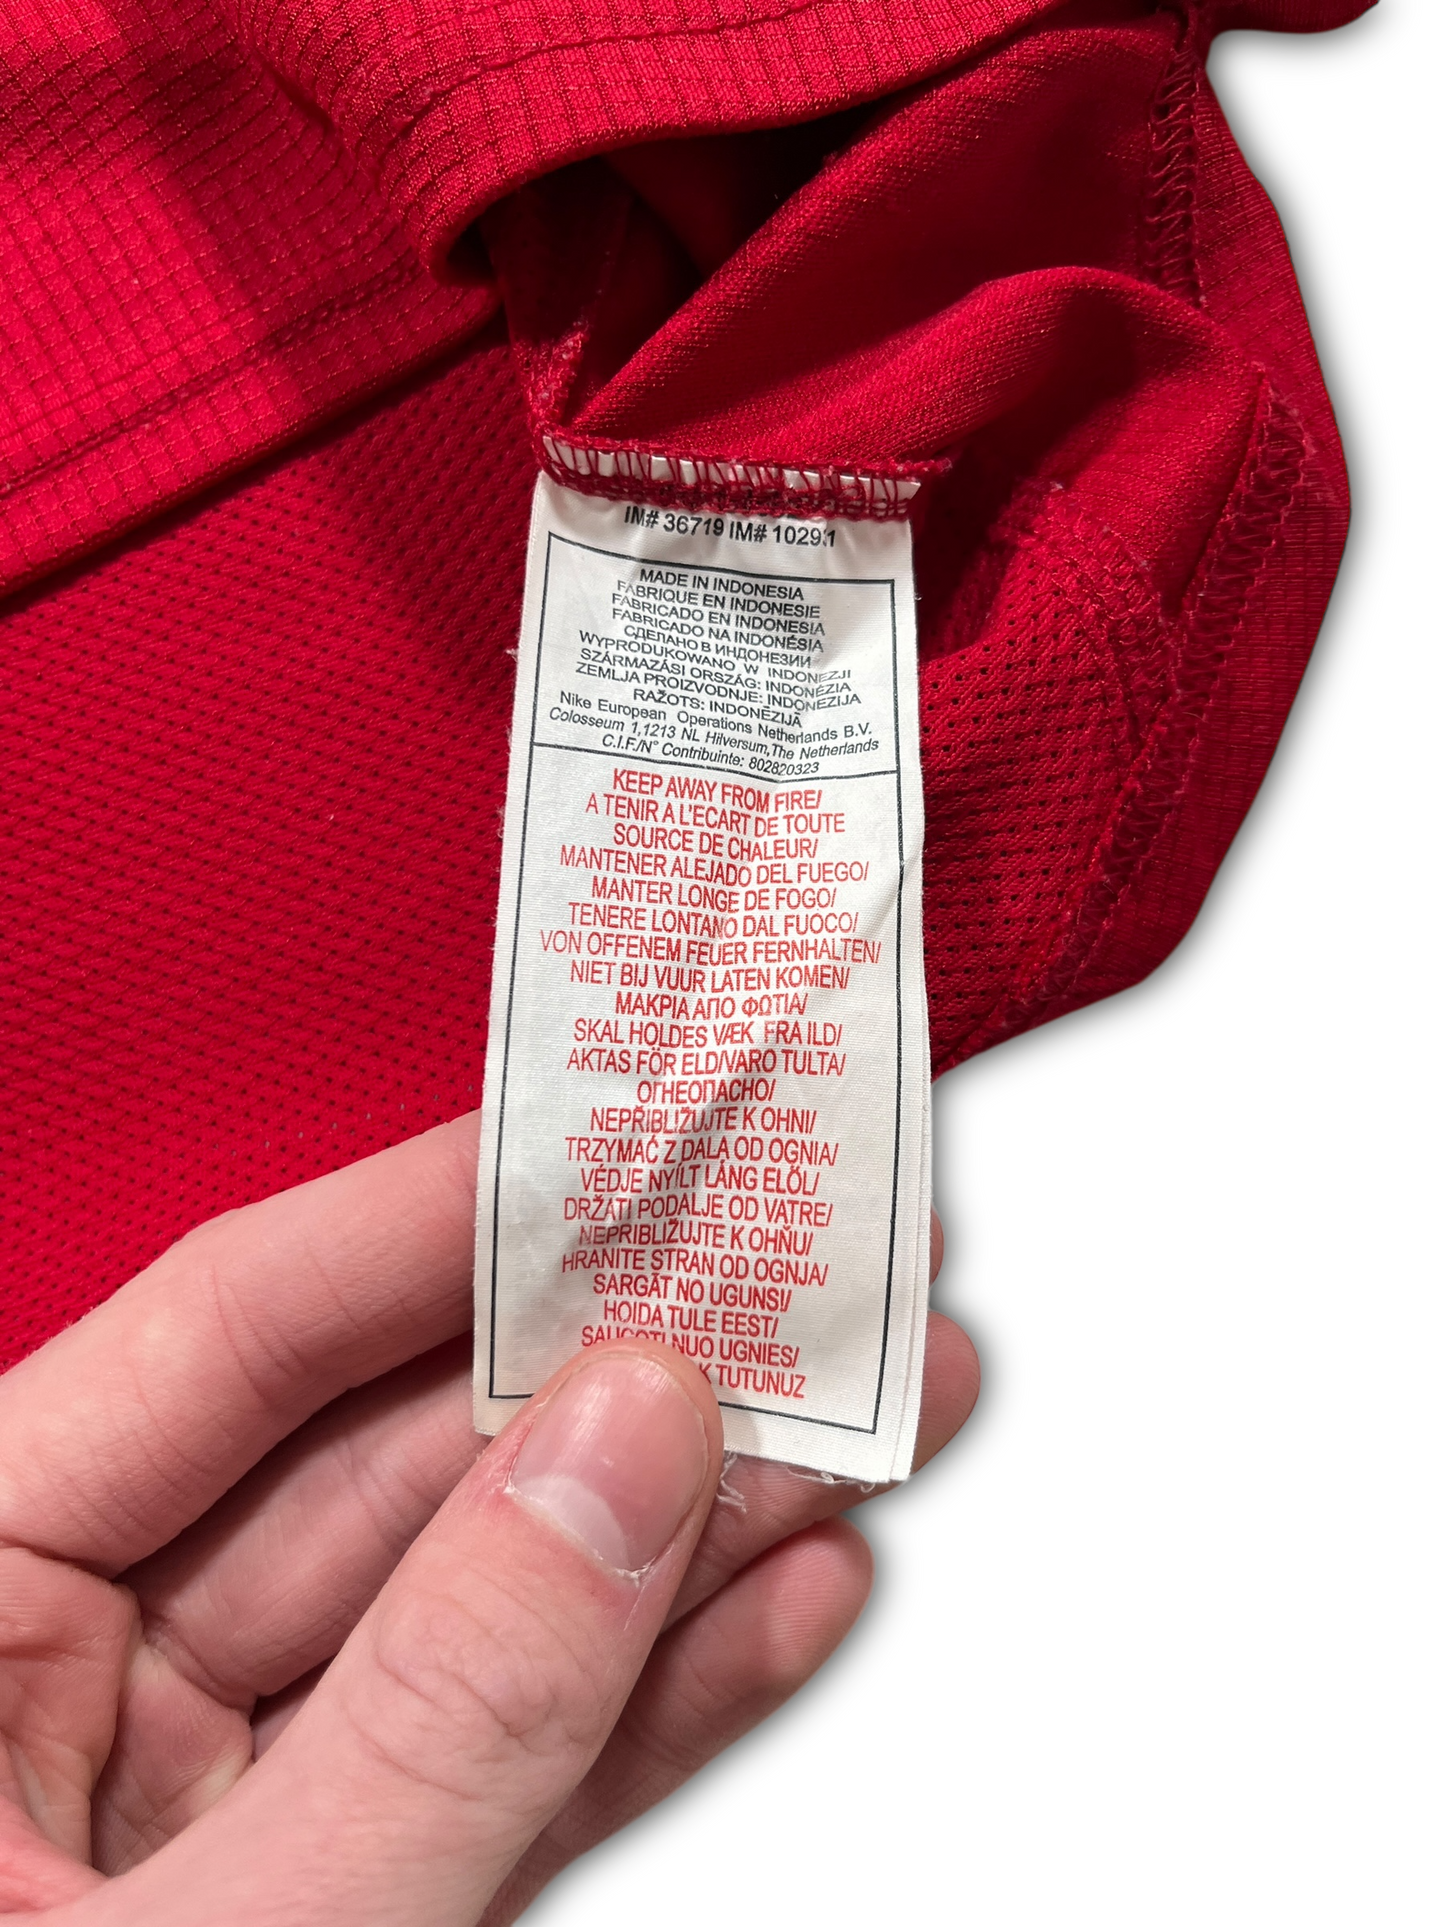 IM# 36719 IM# 10291
MADE IN INDONESIA
FABRIQUE EN INDONESIE
FABRICADO EN INDONESIA
FABRICADO NA INDONÉSIA
СДЕЛАНО В ИНДОНЕЗИИ
WYPRODUKOWANO W INDONEZJI
SZÁRMAZÁSI ORSZÁG: INDONÉZIA
ZEMLJA PROIZVODNJE: INDONEZIJA
RAŽOTS: INDONĒZIJĀ
Nike European Operations Netherlands B.V.
Colosseum 1,1213 NL Hilversum,The Netherlands
C.I.F./N° Contribuinte: 802820323
KEEP AWAY FROM FIRE/
A TENIR A L'ECART DE TOUTE
SOURCE DE CHALEUR/
MANTENER ALEJADO DEL FUEGO/
MANTER LONGE DE FOGO/
TENERE LONTANO DAL FUOCO/
VON OFFENEM FEUER FERNHALTEN/
NIET BIJ VUUR LATEN KOMEN/
ΜΑΚΡΙΑ ΑΠΟ ΦΩΤΙΑ/
SKAL HOLDES VÆK FRA ILD/
AKTAS FÖR ELD/VARO TULTA/
ОГНЕОПАСНО/
NEPŘIBLIŽUJTE K OHNI/
TRZYMAĆ Z DALA OD OGNIA/
VÉDJE NYÍLT LÁNG ELŐL/
DRŽATI PODALJE OD VATRE/
NEPRIBLIŽUJTE K OHŇU/
HRANITE STRAN OD OGNJA/
SARGĀT NO UGUNS!/
HOIDA TULE EEST/
SAUGOTI NUO UGNIES/
TUTUNUZ